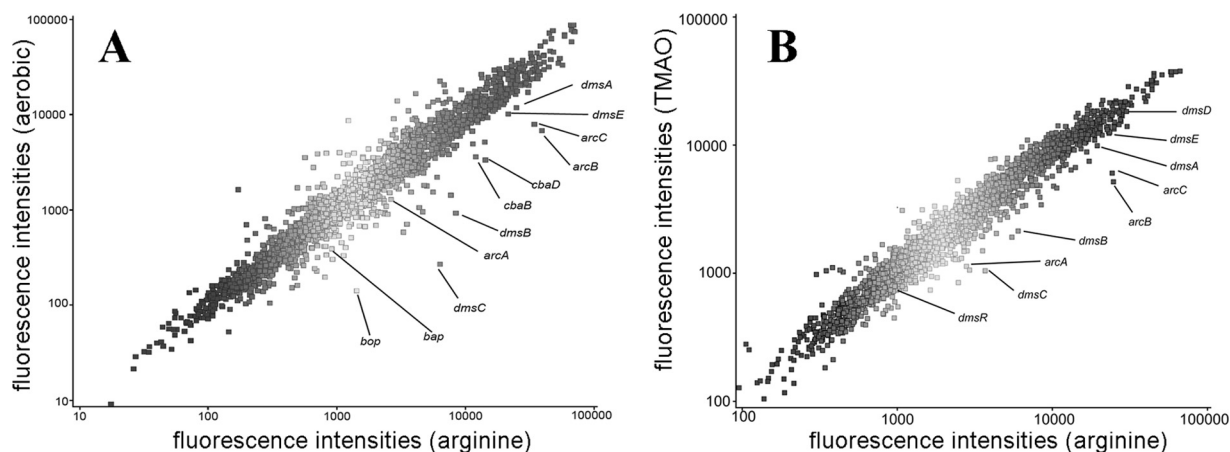 A
fluorescence intensities (aerobic)
100000
10000
1000
100
10
10
100
1000
10000
100000
fluorescence intensities (arginine)
dmsA
dmsE
arcC
arcB
cbaD
cbaB
dmsB
arcA
dmsC
bop
bap
B
fluorescence intensities (TMAO)
100000
10000
1000
100
100
1000
10000
100000
fluorescence intensities (arginine)
dmsD
dmsE
dmsA
arcC
arcB
dmsB
arcA
dmsC
dmsR